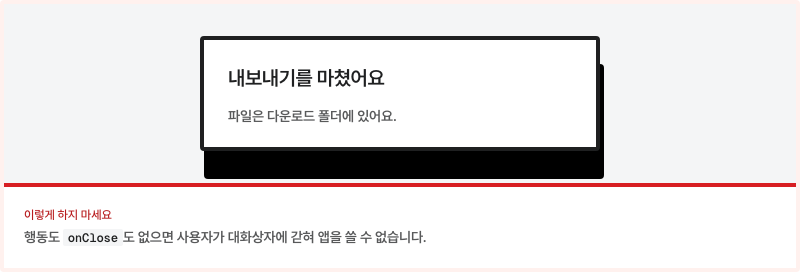 내보내기를 마쳤어요
파일은 다운로드 폴더에 있어요.
이렇게 하지 마세요
행동도 onClose 도 없으면 사용자가 대화상자에 갇혀 앱을 쓸 수 없습니다.